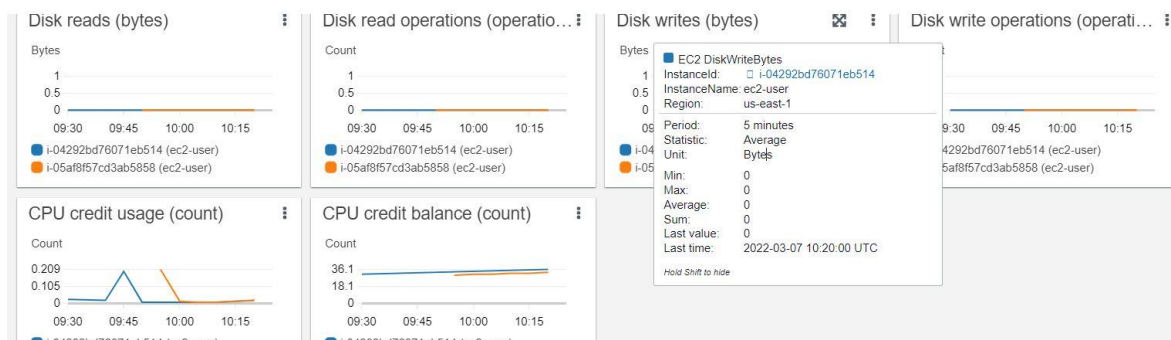 Disk reads (bytes)
Bytes
1
0.5
0
09:30 09:45 10:00 10:15
i-04292bd76071eb514 (ec2-user)
i-05af8f57cd3ab5858 (ec2-user)
Disk read operations (operatio...
Count
1
0.5
0
09:30 09:45 10:00 10:15
i-04292bd76071eb514 (ec2-user)
i-05af8f57cd3ab5858 (ec2-user)
Disk writes (bytes)
Bytes
1
0.5
0
09
i-04
i-05
EC2 DiskWriteBytes
InstanceId: i-04292bd76071eb514
InstanceName: ec2-user
Region: us-east-1
Period: 5 minutes
Statistic: Average
Unit: Bytes
Min: 0
Max: 0
Average: 0
Sum: 0
Last value: 0
Last time: 2022-03-07 10:20:00 UTC
Hold Shift to hide
Disk write operations (operati...
9:30 09:45 10:00 10:15
4292bd76071eb514 (ec2-user)
5af8f57cd3ab5858 (ec2-user)
CPU credit usage (count)
Count
0.209
0.105
0
09:30 09:45 10:00 10:15
CPU credit balance (count)
Count
36.1
18.1
0
09:30 09:45 10:00 10:15